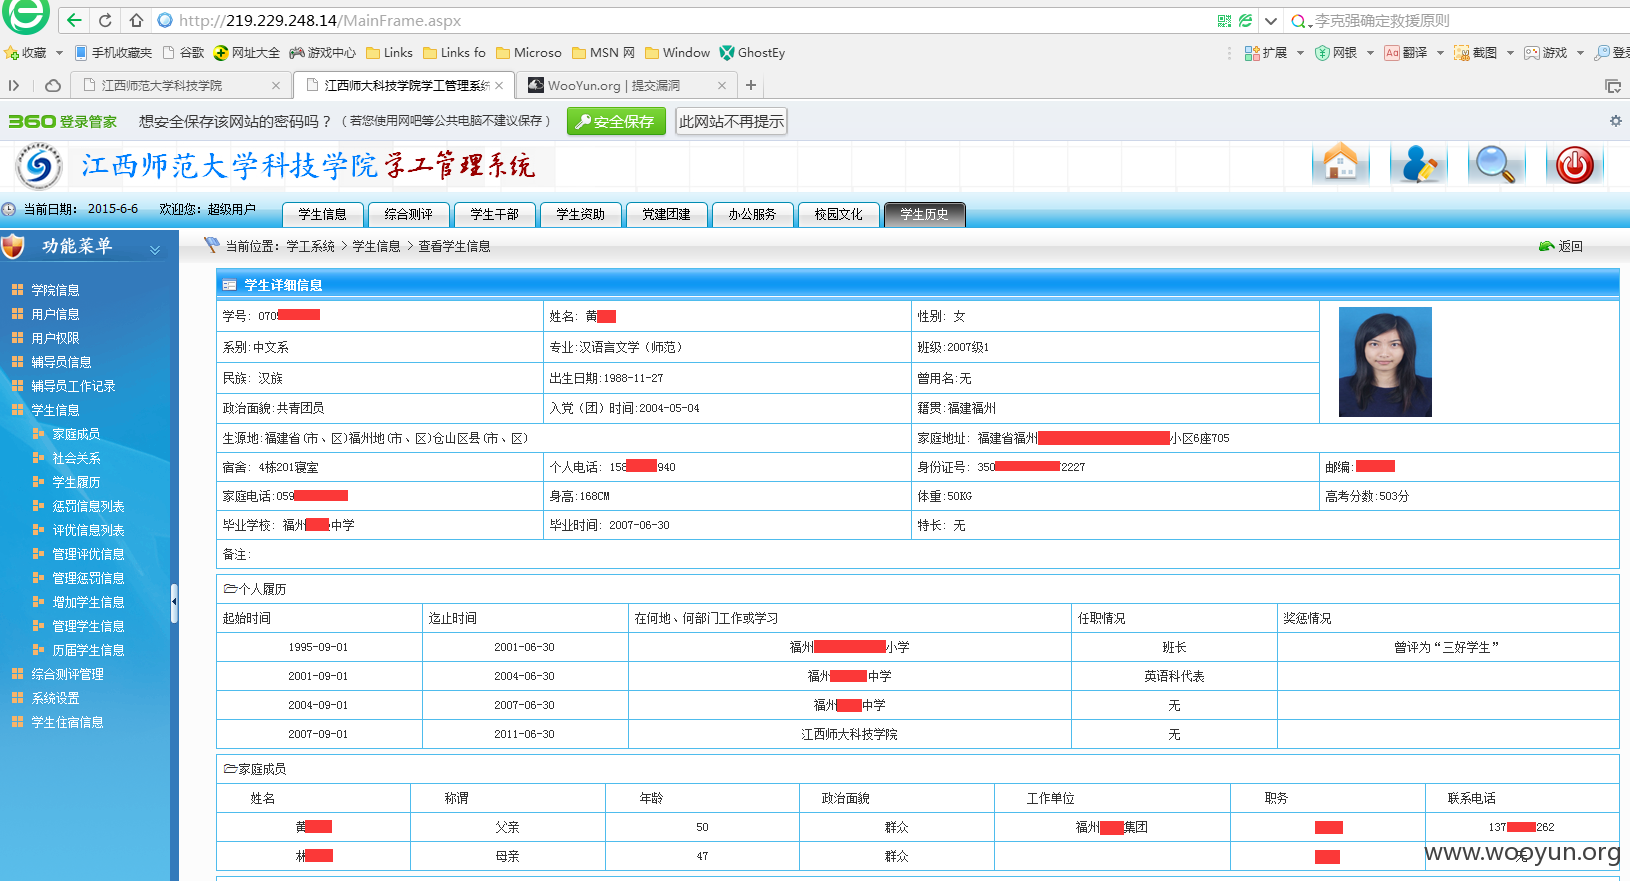 http://219.229.248.14/MainFrame.aspx 李克强确定救援原则
收藏 手机收藏夹 谷歌 网址大全 游戏中心 Links Links fo Microso MSN 网 Window GhostEy 扩展 网银 翻译 截图 游戏 登录
江西师范大学科技学院 江西师大科技学院学工管理系统 WooYun.org | 提交漏洞
360登录管家 想安全保存该网站的密码吗？（若您使用网吧等公共电脑不建议保存） 安全保存 此网站不再提示
江西师范大学科技学院 学工管理系统
当前日期： 2015-6-6 欢迎您：超级用户 学生信息 综合测评 学生干部 学生资助 党建团建 办公服务 校园文化 学生历史
功能菜单
当前位置：学工系统 > 学生信息 > 查看学生信息 返回
学院信息
用户信息
用户权限
辅导员信息
辅导员工作记录
学生信息
家庭成员
社会关系
学生履历
惩罚信息列表
评优信息列表
管理评优信息
管理惩罚信息
增加学生信息
管理学生信息
历届学生信息
综合测评管理
系统设置
学生住宿信息
学生详细信息
学号：070 姓名：黄 性别：女
系别:中文系 专业:汉语言文学（师范） 班级:2007级1
民族：汉族 出生日期:1988-11-27 曾用名:无
政治面貌:共青团员 入党（团）时间:2004-05-04 籍贯:福建福州
生源地:福建省(市、区)福州地(市、区)仓山区县(市、区) 家庭地址：福建省福州 小区6座705
宿舍：4栋201寝室 个人电话：158 940 身份证号：350 2227 邮编:
家庭电话:059 身高:168CM 体重:50KG 高考分数:503分
毕业学校：福州 中学 毕业时间：2007-06-30 特长：无
备注:
个人履历
起始时间 迄止时间 在何地、何部门工作或学习 任职情况 奖惩情况
1995-09-01 2001-06-30 福州 小学 班长 曾评为“三好学生”
2001-09-01 2004-06-30 福州 中学 英语科代表
2004-09-01 2007-06-30 福州 中学 无
2007-09-01 2011-06-30 江西师大科技学院 无
家庭成员
姓名 称谓 年龄 政治面貌 工作单位 职务 联系电话
黄 父亲 50 群众 福州 集团 137 262
林 母亲 47 群众 无
www.wooyun.org